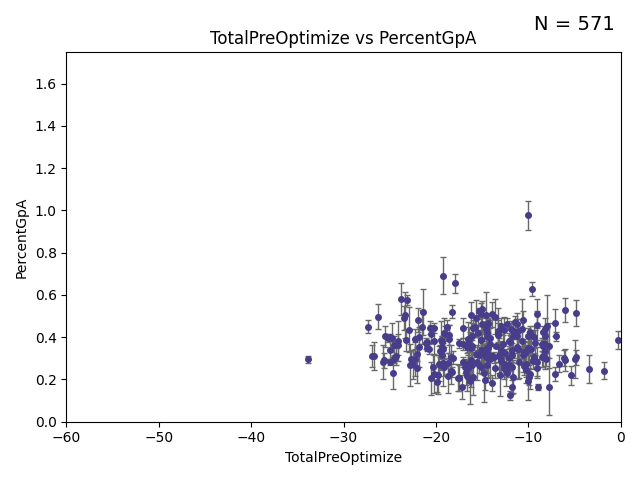 N = 571
TotalPreOptimize vs PercentGpA
1.6
1.4
1.2
1.0
0.8
0.6
0.4
0.2
0.0
PercentGpA
−60 −50 −40 −30 −20 −10 0
TotalPreOptimize